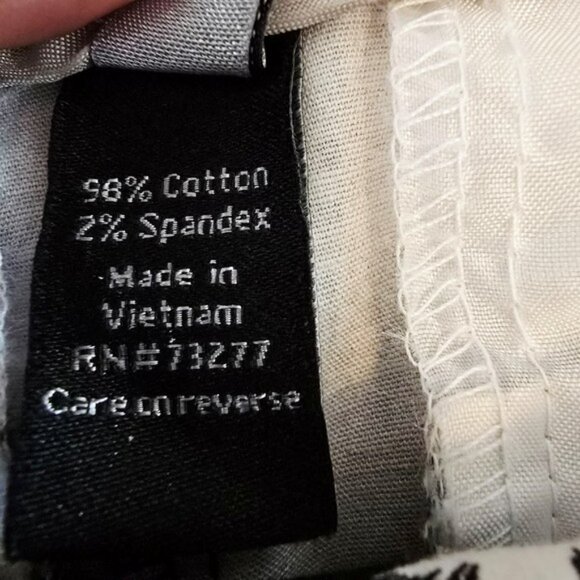 98% Cotton
2% Spandex
Made in
Vietnam
RN#73277
Care on reverse